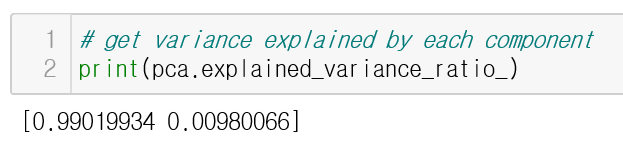 1 # get variance explained by each component
2 print(pca.explained_variance_ratio_)
[0.99019934 0.00980066]